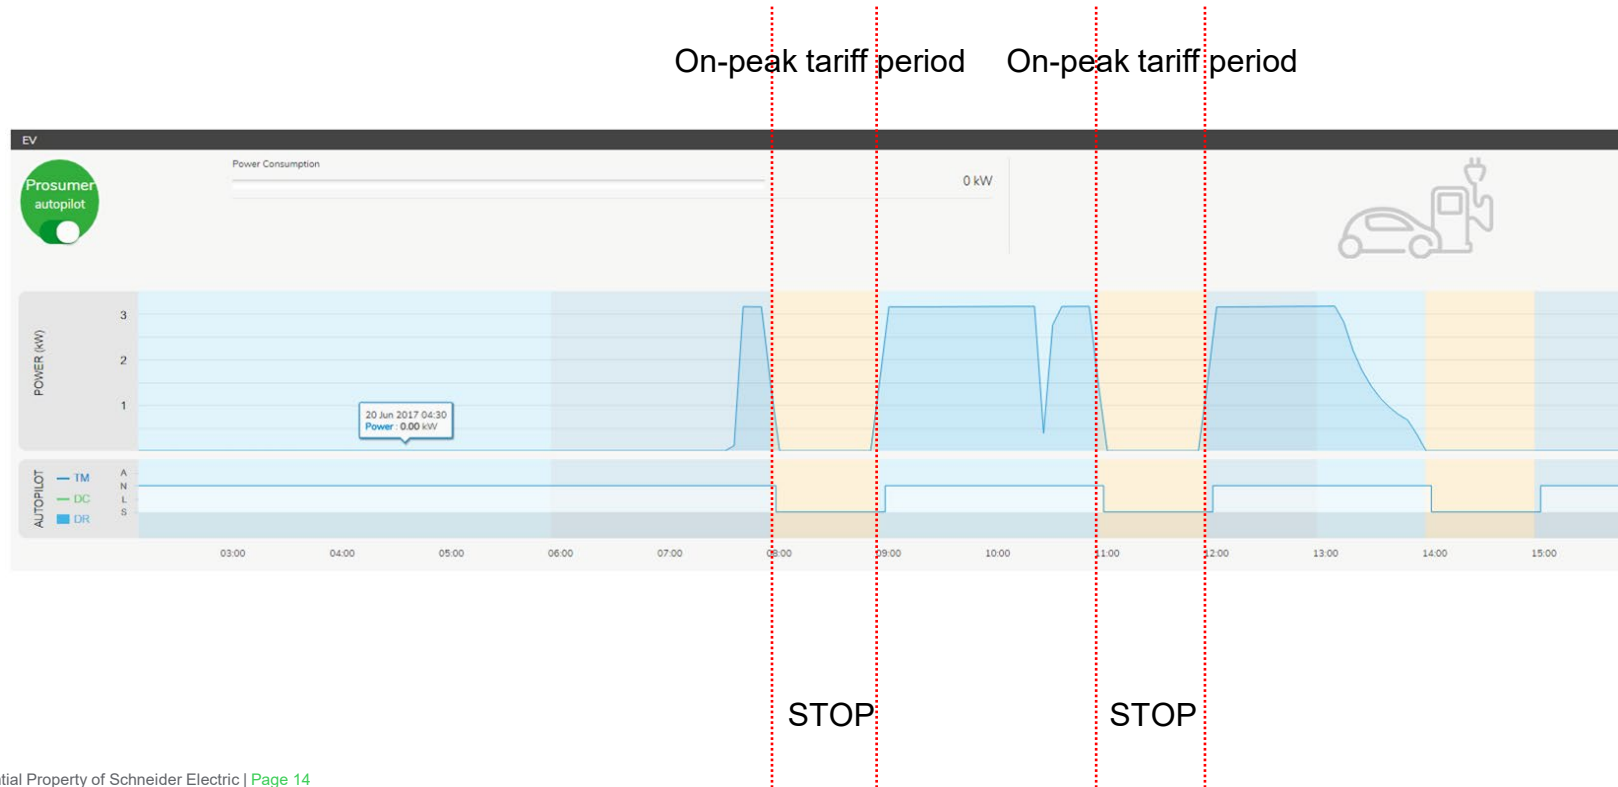 On-peak tariff period On-peak tariff period
EV
Prosumer
autopilot
Power Consumption
0 kW
POWER (kW)
3
2
1
20 Jun 2017 04:30
Power : 0.00 kW
AUTOPILOT
TM
DC
DR
A
N
L
S
03:00 04:00 05:00 06:00 07:00 08:00 09:00 10:00 11:00 12:00 13:00 14:00 15:00
STOP STOP
tial Property of Schneider Electric | Page 14